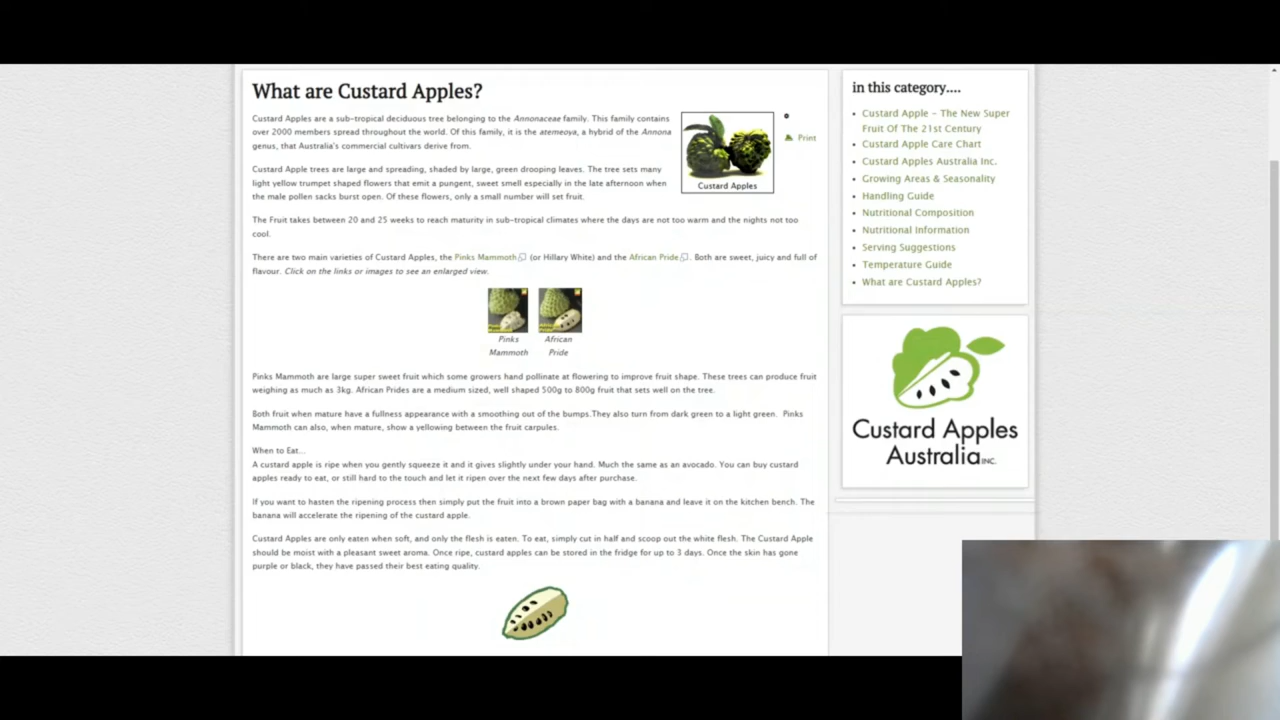 What are Custard Apples?
Custard Apples are a sub-tropical deciduous tree belonging to the Annonaceae family. This family contains
over 2000 members spread throughout the world. Of this family, it is the atemeoya, a hybrid of the Annona
genus, that Australia's commercial cultivars derive from.
Custard Apples
Print
Custard Apple trees are large and spreading, shaded by large, green drooping leaves. The tree sets many
light yellow trumpet shaped flowers that emit a pungent, sweet smell especially in the late afternoon when
the male pollen sacks burst open. Of these flowers, only a small number will set fruit.
The Fruit takes between 20 and 25 weeks to reach maturity in sub-tropical climates where the days are not too warm and the nights not too
cool.
There are two main varieties of Custard Apples, the Pinks Mammoth (or Hillary White) and the African Pride. Both are sweet, juicy and full of
flavour. Click on the links or images to see an enlarged view.
Pinks
Mammoth
African
Pride
Pinks Mammoth are large super sweet fruit which some growers hand pollinate at flowering to improve fruit shape. These trees can produce fruit
weighing as much as 3kg. African Prides are a medium sized, well shaped 500g to 800g fruit that sets well on the tree.
Both fruit when mature have a fullness appearance with a smoothing out of the bumps.They also turn from dark green to a light green. Pinks
Mammoth can also, when mature, show a yellowing between the fruit carpules.
When to Eat...
A custard apple is ripe when you gently squeeze it and it gives slightly under your hand. Much the same as an avocado. You can buy custard
apples ready to eat, or still hard to the touch and let it ripen over the next few days after purchase.
If you want to hasten the ripening process then simply put the fruit into a brown paper bag with a banana and leave it on the kitchen bench. The
banana will accelerate the ripening of the custard apple.
Custard Apples are only eaten when soft, and only the flesh is eaten. To eat, simply cut in half and scoop out the white flesh. The Custard Apple
should be moist with a pleasant sweet aroma. Once ripe, custard apples can be stored in the fridge for up to 3 days. Once the skin has gone
purple or black, they have passed their best eating quality.
in this category....
Custard Apple – The New Super
Fruit Of The 21st Century
Custard Apple Care Chart
Custard Apples Australia Inc.
Growing Areas & Seasonality
Handling Guide
Nutritional Composition
Nutritional Information
Serving Suggestions
Temperature Guide
What are Custard Apples?
Custard Apples
Australia INC.